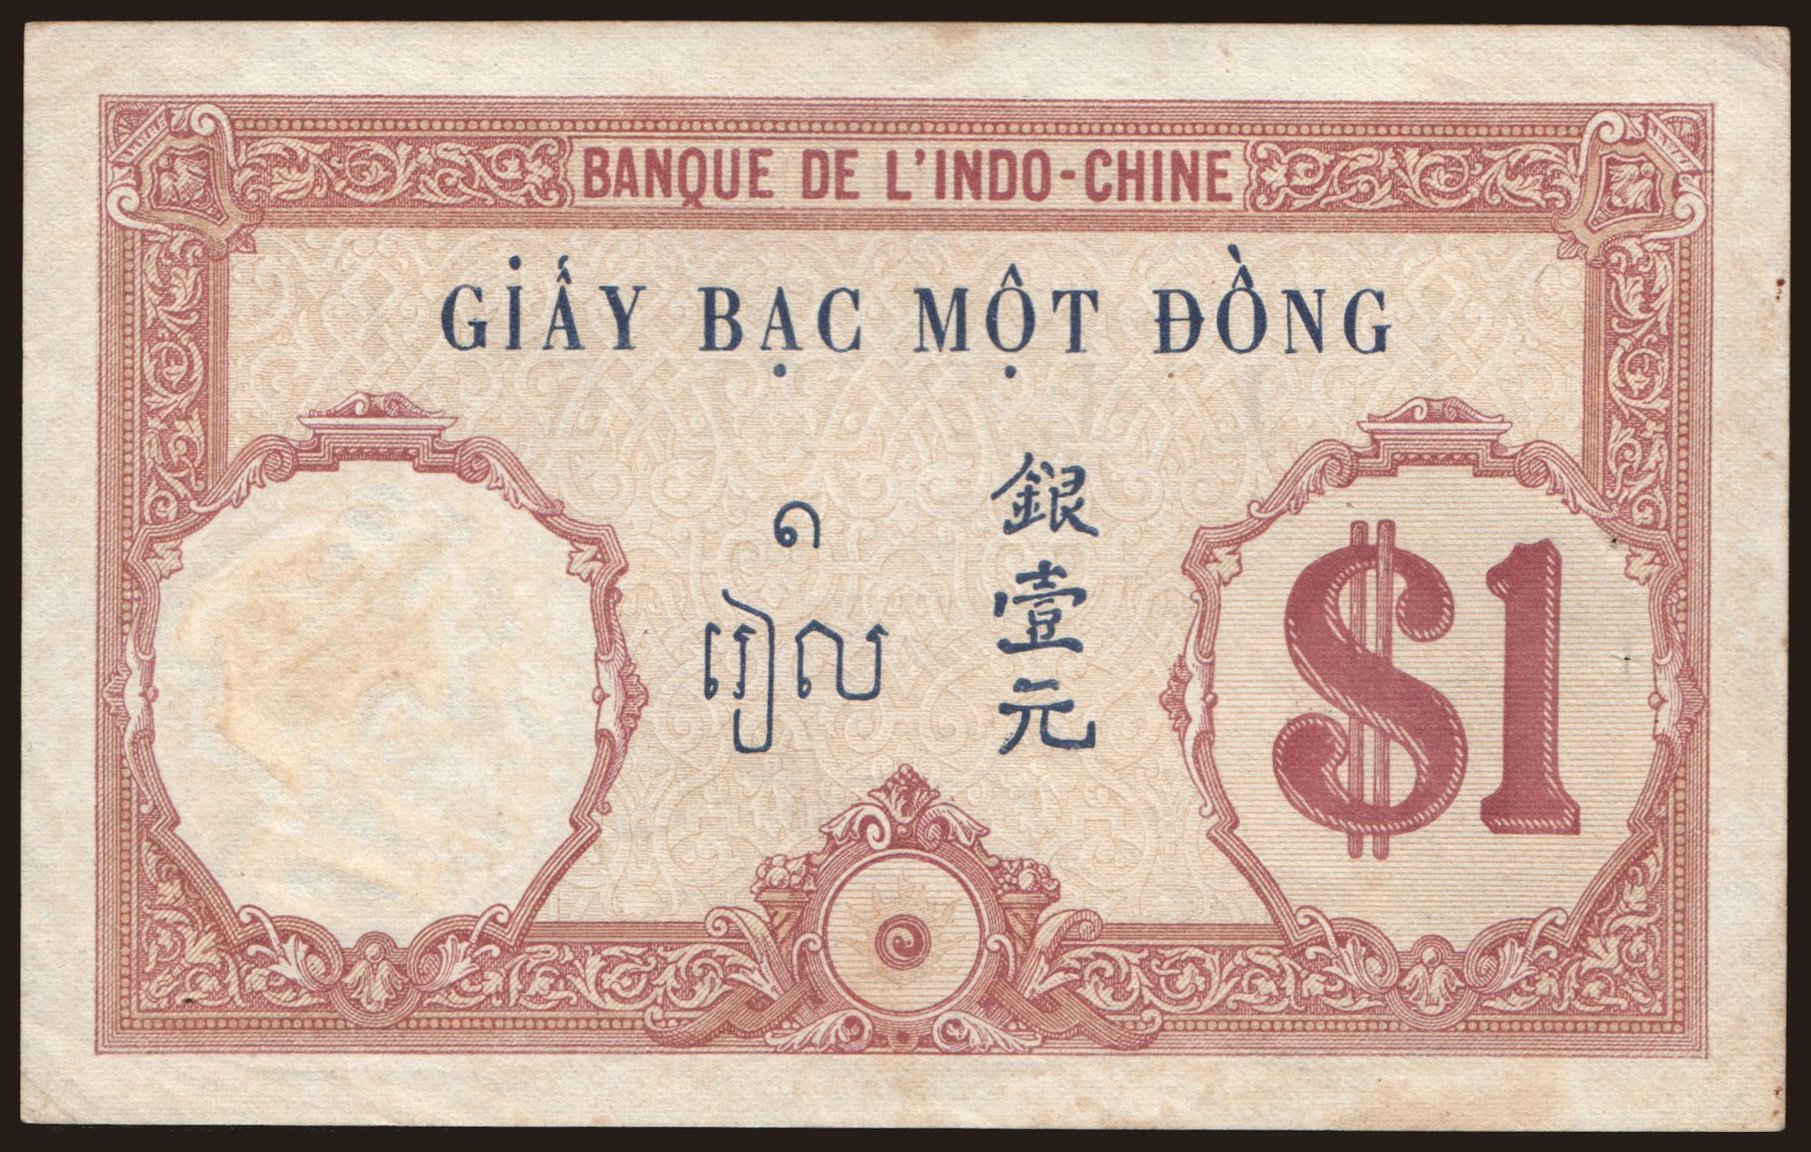 BANQUE DE L'INDO-CHINE
GIẤY BẠC MỘT ĐỒNG
១
រៀល
銀壹元
$1